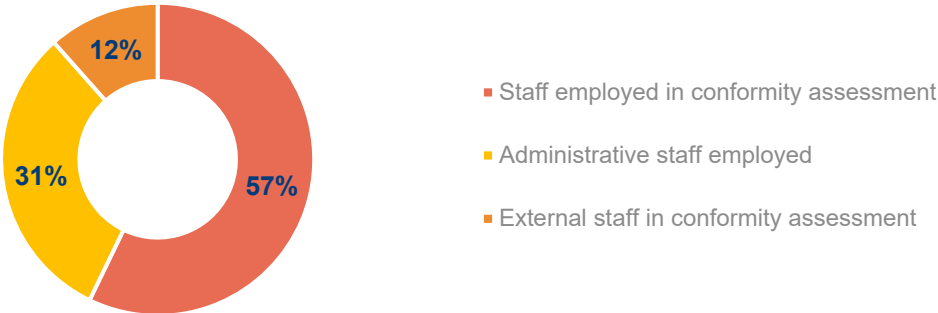 12%
31%
57%
Staff employed in conformity assessment
Administrative staff employed
External staff in conformity assessment